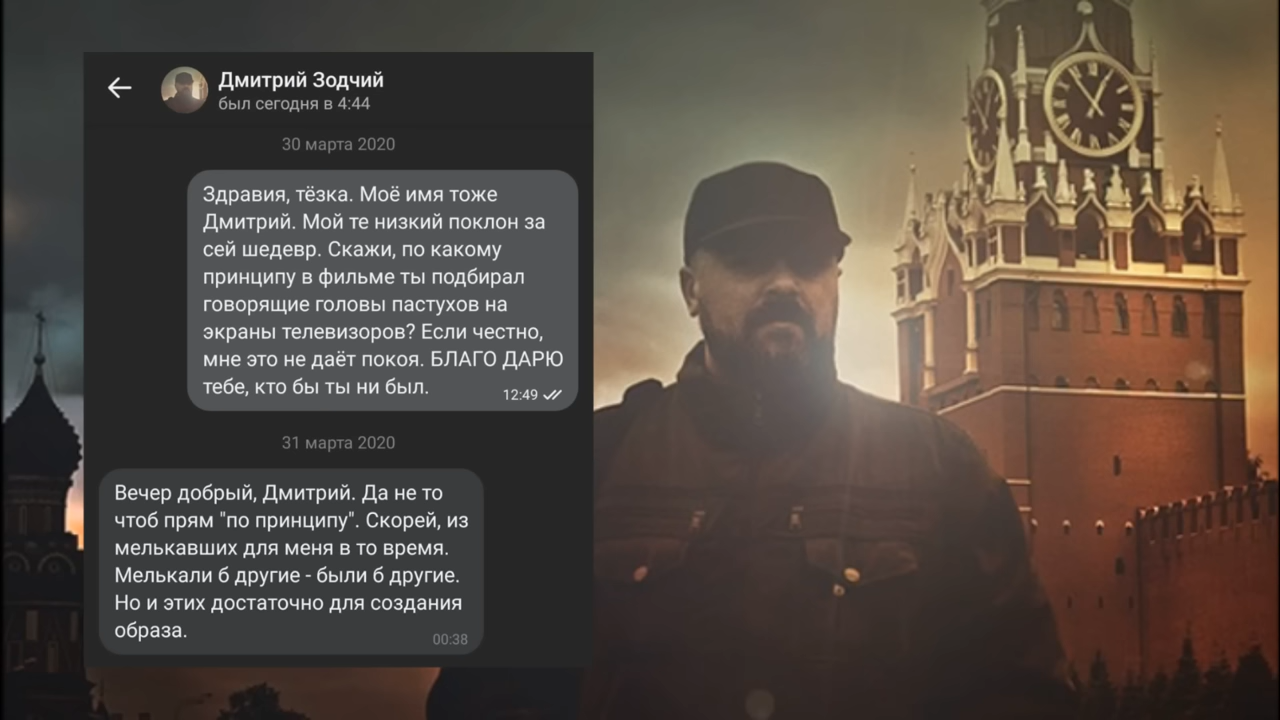 Дмитрий Зодчий
был сегодня в 4:44
30 марта 2020
Здравия, тёзка. Моё имя тоже
Дмитрий. Мой те низкий поклон за
сей шедевр. Скажи, по какому
принципу в фильме ты подбирал
говорящие головы пастухов на
экраны телевизоров? Если честно,
мне это не даёт покоя. БЛАГО ДАРЮ
тебе, кто бы ты ни был.
12:49
31 марта 2020
Вечер добрый, Дмитрий. Да не то
чтоб прям "по принципу". Скорей, из
мелькавших для меня в то время.
Мелькали б другие - были б другие.
Но и этих достаточно для создания
образа.
00:38